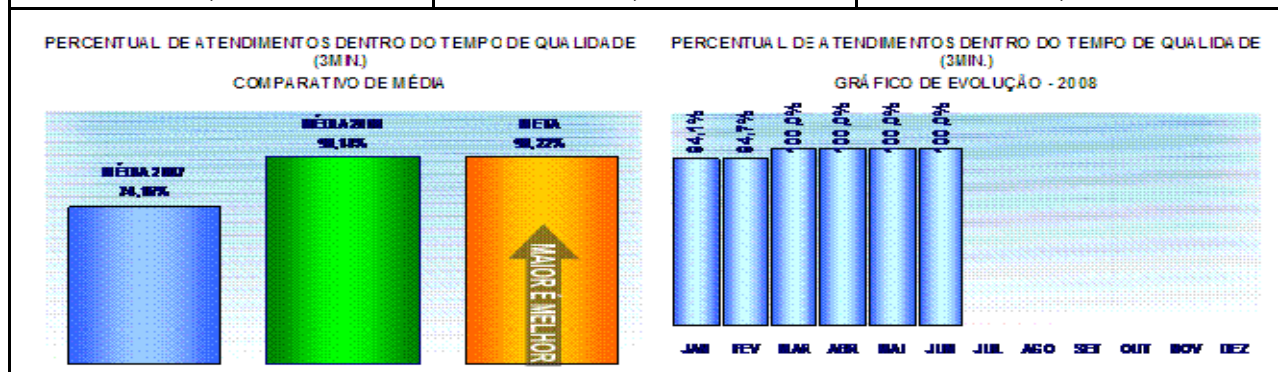 PERCENTUAL DE ATENDIMENTOS DENTRO DO TEMPO DE QUALIDADE
(3MIN.)
COMPARATIVO DE MÉDIA
MÉDIA 2007
MÉDIA 2008
META
98,22%
MAIOR É MELHOR
PERCENTUAL DE ATENDIMENTOS DENTRO DO TEMPO DE QUALIDADE
(3MIN.)
GRÁFICO DE EVOLUÇÃO - 2008
94,1% 94,7% 100,0% 100,0% 100,0% 100,0%
JAN FEV MAR ABR MAI JUN JUL AGO SET OUT NOV DEZ